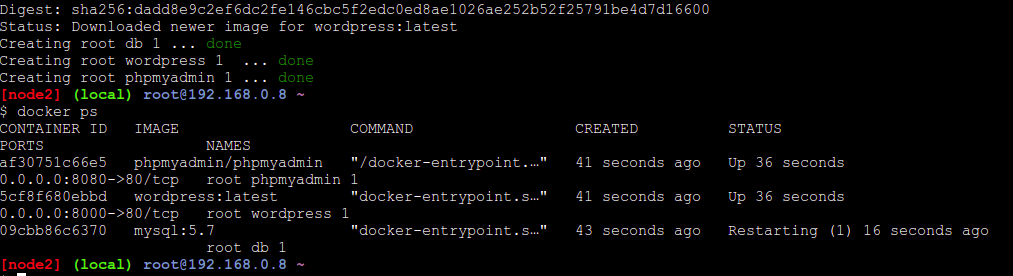 Digest: sha256:dadd8e9c2ef6dc2fe146cbc5f2edc0ed8ae1026ae252b52f25791be4d7d16600
Status: Downloaded newer image for wordpress:latest
Creating root db 1 ... done
Creating root wordpress 1  ... done
Creating root phpmyadmin 1 ... done
[node2] (local) root@192.168.0.8 ~
$ docker ps
CONTAINER ID   IMAGE                   COMMAND                  CREATED          STATUS
PORTS                  NAMES
af30751c66e5   phpmyadmin/phpmyadmin   "/docker-entrypoint.…"   41 seconds ago   Up 36 seconds
0.0.0.0:8080->80/tcp   root phpmyadmin 1
5cf8f680ebbd   wordpress:latest        "docker-entrypoint.s…"   41 seconds ago   Up 36 seconds
0.0.0.0:8000->80/tcp   root wordpress 1
09cbb86c6370   mysql:5.7               "docker-entrypoint.s…"   43 seconds ago   Restarting (1) 16 seconds ago
                       root db 1
[node2] (local) root@192.168.0.8 ~